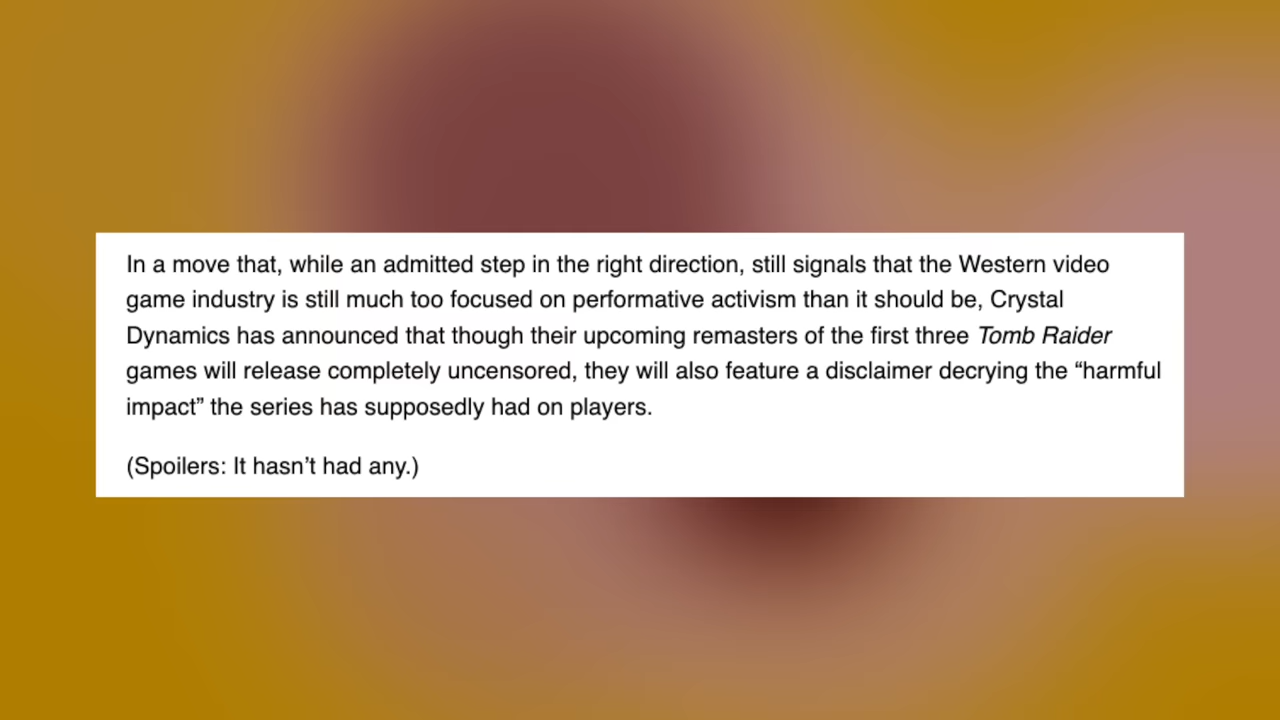 In a move that, while an admitted step in the right direction, still signals that the Western video
game industry is still much too focused on performative activism than it should be, Crystal
Dynamics has announced that though their upcoming remasters of the first three Tomb Raider
games will release completely uncensored, they will also feature a disclaimer decrying the “harmful
impact” the series has supposedly had on players.
(Spoilers: It hasn’t had any.)